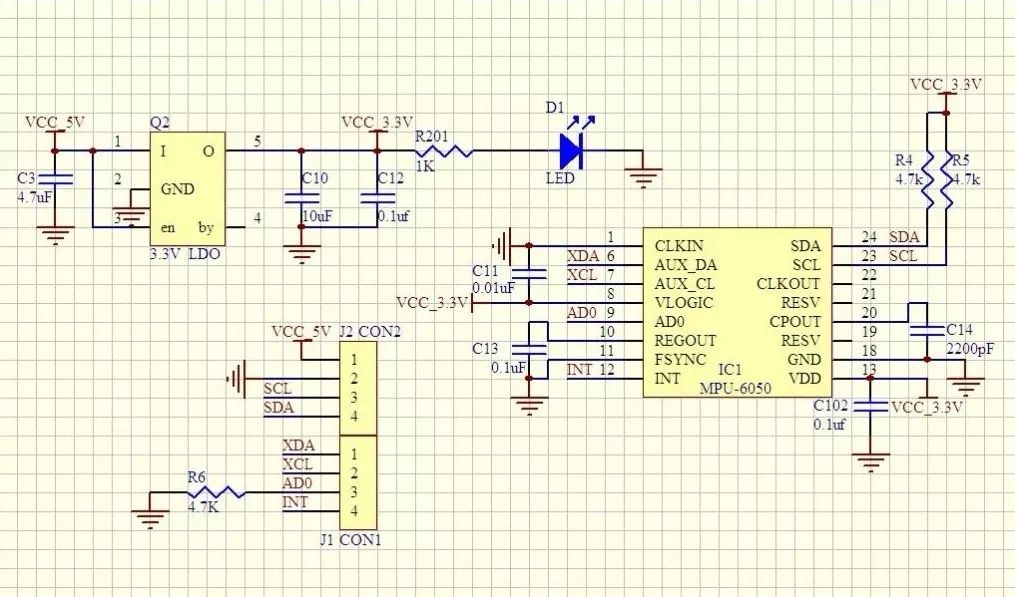 VCC_5V
Q2
1
I
O
5
2
GND
3
en
by
4
3.3V LDO
C3
4.7uF
C10
10uF
VCC_3.3V
C12
0.1uf
R201
1K
D1
LED
VCC_3.3V
R4
4.7k
R5
4.7k
1
CLKIN
XDA 6
AUX_DA
XCL 7
AUX_CL
8
VLOGIC
AD0 9
AD0
10
REGOUT
11
FSYNC
INT 12
INT
C11
0.01uF
VCC_3.3V
C13
0.1uF
SDA
24 SDA
SCL
23 SCL
CLKOUT
22
RESV
21
CPOUT
20
RESV
19
GND
18
VDD
13
IC1
MPU-6050
C14
2200pF
C102
0.1uf
VCC_3.3V
VCC_5V
J2 CON2
1
2
SCL
3
SDA
4
XDA
1
XCL
2
AD0
3
INT
4
R6
4.7K
J1 CON1